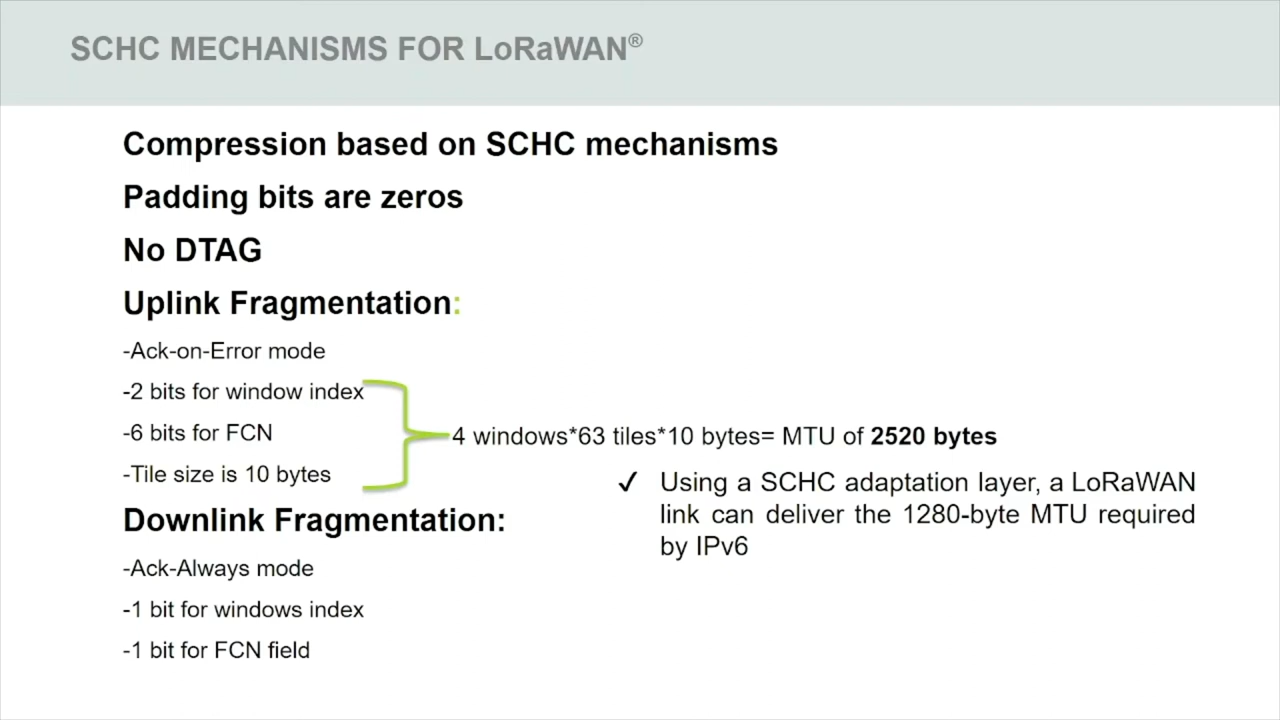 SCHC MECHANISMS FOR LoRaWAN®
Compression based on SCHC mechanisms
Padding bits are zeros
No DTAG
Uplink Fragmentation:
-Ack-on-Error mode
-2 bits for window index
-6 bits for FCN
-Tile size is 10 bytes
4 windows*63 tiles*10 bytes= MTU of 2520 bytes
✓ Using a SCHC adaptation layer, a LoRaWAN
link can deliver the 1280-byte MTU required
by IPv6
Downlink Fragmentation:
-Ack-Always mode
-1 bit for windows index
-1 bit for FCN field